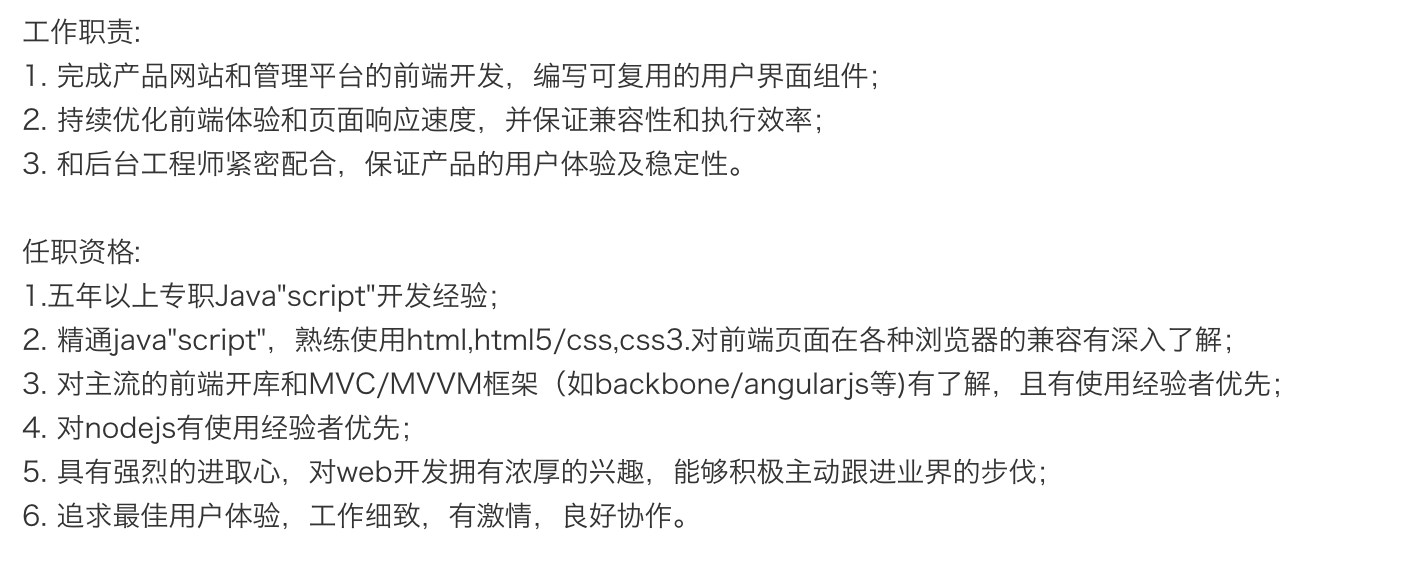 工作职责:
1. 完成产品网站和管理平台的前端开发，编写可复用的用户界面组件；
2. 持续优化前端体验和页面响应速度，并保证兼容性和执行效率；
3. 和后台工程师紧密配合，保证产品的用户体验及稳定性。
任职资格:
1.五年以上专职Java"script"开发经验；
2. 精通java"script"，熟练使用html,html5/css,css3.对前端页面在各种浏览器的兼容有深入了解；
3. 对主流的前端开库和MVC/MVVM框架（如backbone/angularjs等)有了解，且有使用经验者优先；
4. 对nodejs有使用经验者优先；
5. 具有强烈的进取心，对web开发拥有浓厚的兴趣，能够积极主动跟进业界的步伐；
6. 追求最佳用户体验，工作细致，有激情，良好协作。